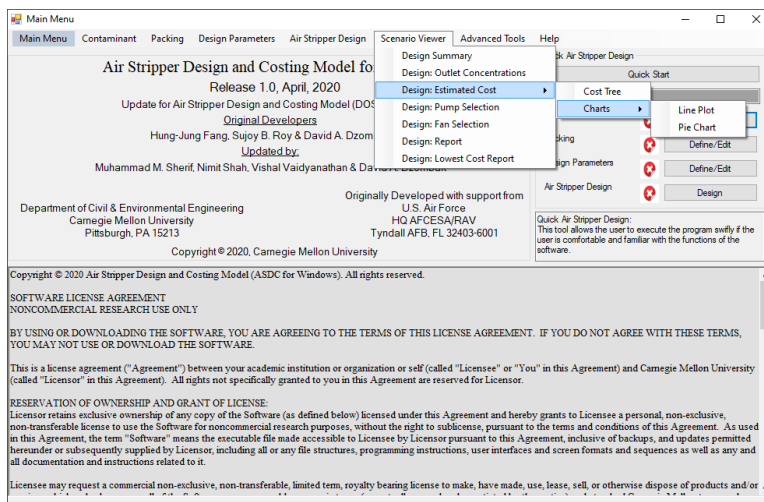 Main Menu
Main Menu Contaminant Packing Design Parameters Air Stripper Design Scenario Viewer Advanced Tools Help
Design Summary
Design: Outlet Concentrations
Design: Estimated Cost
Design: Pump Selection
Design: Fan Selection
Design: Report
Design: Lowest Cost Report
Cost Tree
Charts
Line Plot
Pie Chart
Air Stripper Design and Costing Model fo
Release 1.0, April, 2020
Update for Air Stripper Design and Costing Model (DOS
Original Developers
Hung-Jung Fang, Sujoy B. Roy & David A. Dzom
Updated by:
Muhammad M. Sherif, Nimit Shah, Vishal Vaidyanathan & Da
Department of Civil & Environmental Engineering
Carnegie Mellon University
Pittsburgh, PA 15213
Originally Developed with support from
U.S. Air Force
HQ AFCESA/RAV
Tyndall AFB, FL 32403-6001
Copyright © 2020, Carnegie Mellon University
Air Stripper Design
Quick Start
Define/Edit
Define/Edit
Air Stripper Design
Design
Quick Air Stripper Design:
This tool allows the user to execute the program swifly if the
user is comfortable and familiar with the functions of the
software.
Copyright © 2020 Air Stripper Design and Costing Model (ASDC for Windows). All rights reserved.
SOFTWARE LICENSE AGREEMENT
NONCOMMERCIAL RESEARCH USE ONLY
BY USING OR DOWNLOADING THE SOFTWARE, YOU ARE AGREEING TO THE TERMS OF THIS LICENSE AGREEMENT. IF YOU DO NOT AGREE WITH THESE TERMS,
YOU MAY NOT USE OR DOWNLOAD THE SOFTWARE.
This is a license agreement ("Agreement") between your academic institution or organization or self (called "Licensee" or "You" in this Agreement) and Carnegie Mellon University
(called "Licensor" in this Agreement). All rights not specifically granted to you in this Agreement are reserved for Licensor.
RESERVATION OF OWNERSHIP AND GRANT OF LICENSE:
Licensor retains exclusive ownership of any copy of the Software (as defined below) licensed under this Agreement and hereby grants to Licensee a personal, non-exclusive,
non-transferable license to use the Software for noncommercial research purposes, without the right to sublicense, pursuant to the terms and conditions of this Agreement. As used
in this Agreement, the term "Software" means the executable file made accessible to Licensee by Licensor pursuant to this Agreement, inclusive of backups, and updates permitted
hereunder or subsequently supplied by Licensor, including all or any file structures, programming instructions, user interfaces and screen formats and sequences as well as any and
all documentation and instructions related to it.
Licensee may request a commercial non-exclusive, non-transferable, limited term, royalty bearing license to make, have made, use, lease, sell, or otherwise dispose of products and/or